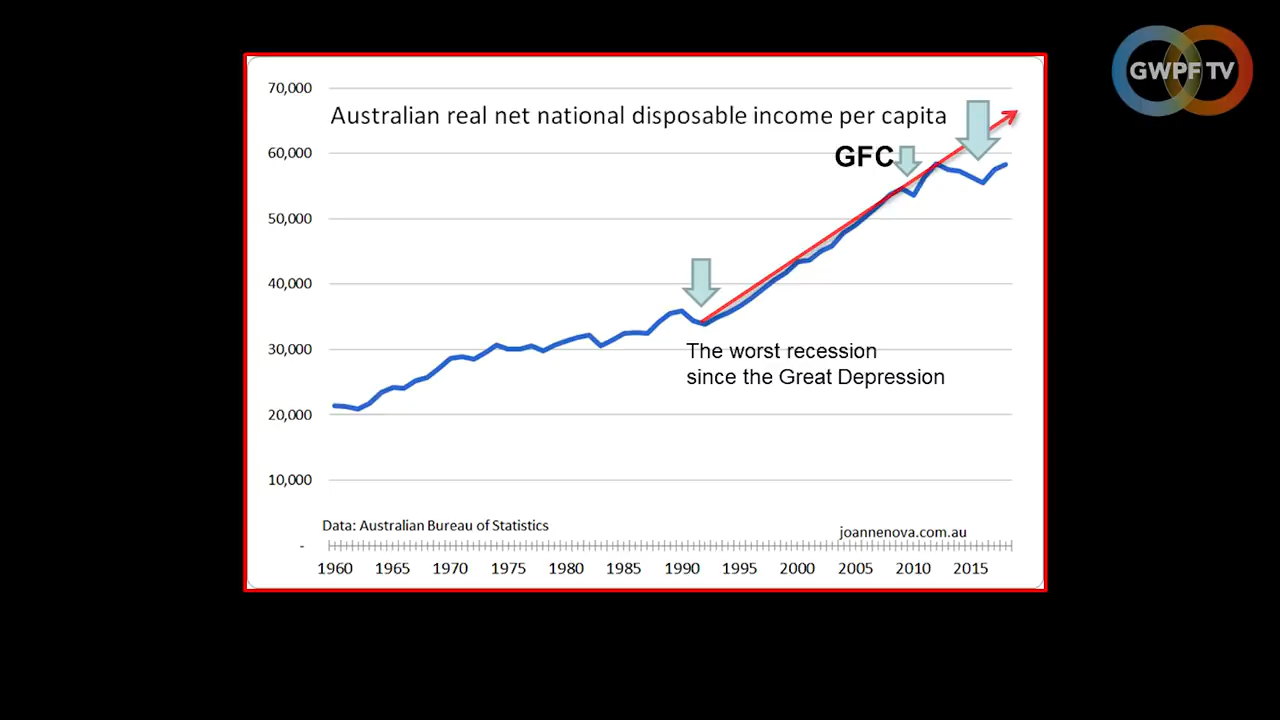 GWPF TV
70,000
Australian real net national disposable income per capita
60,000
GFC
50,000
40,000
30,000
The worst recession
since the Great Depression
20,000
10,000
Data: Australian Bureau of Statistics
joannenova.com.au
-
1960 1965 1970 1975 1980 1985 1990 1995 2000 2005 2010 2015